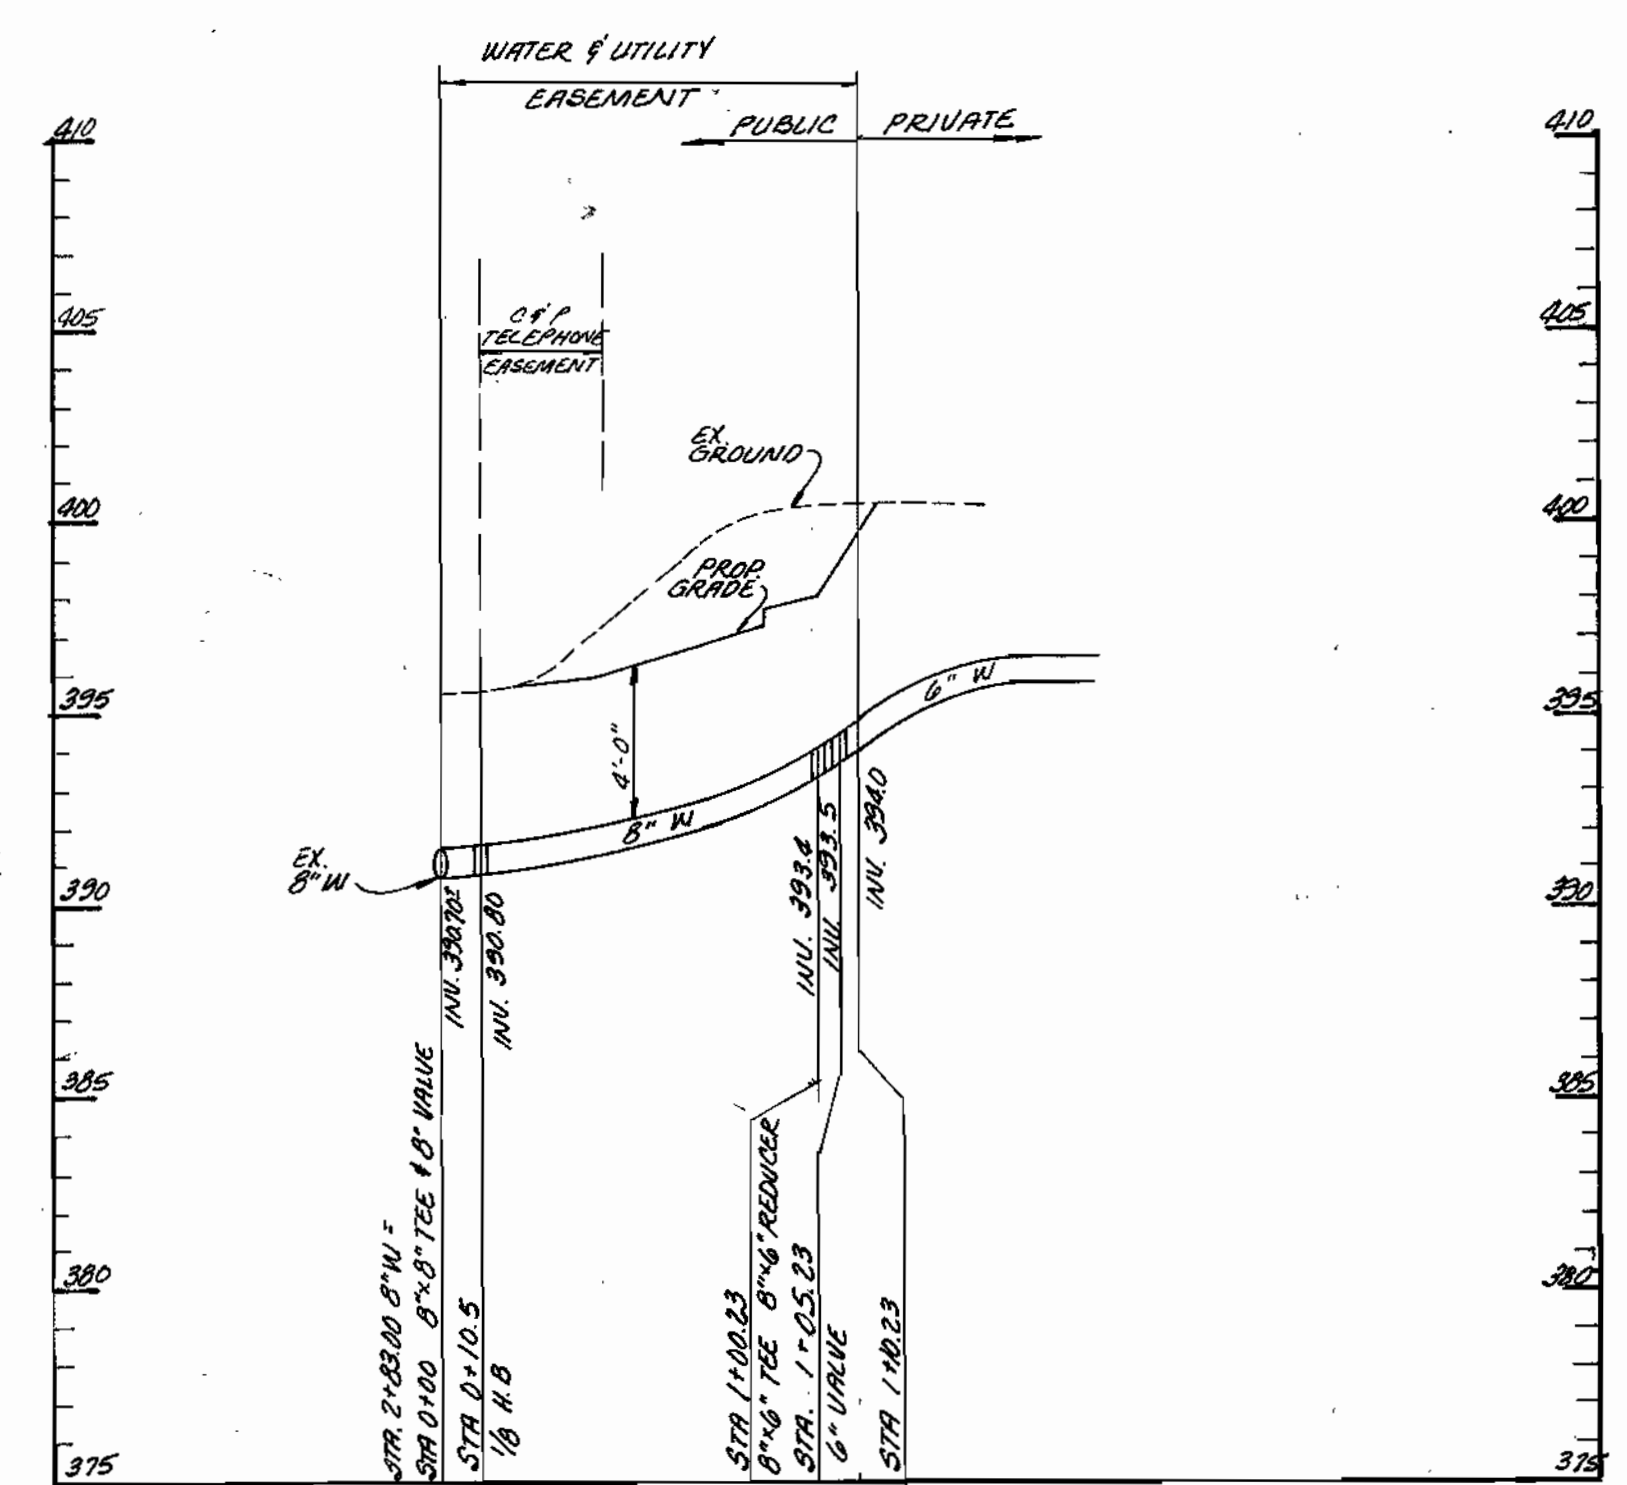 WATER & UTILITY
EASEMENT
PUBLIC
PRIVATE
410
410
405
C & P
TELEPHONE
EASEMENT
405
EX.
GROUND
400
400
PROP.
GRADE
395
6" W
395
4'-0"
8" W
EX.
8" W
390
390
INV. 390.70±
INV. 390.80
INV. 393.4
INV. 393.5
INV. 394.0
385
385
380
380
STA. 2+83.00 8" W =
STA 0+00 8"x8" TEE & 8" VALVE
STA 0+10.5
1/8 H.B
STA 1+00.23
8"x6" TEE 8"x6" REDUCER
STA. 1+05.23
6" VALVE
STA 1+10.23
375
375